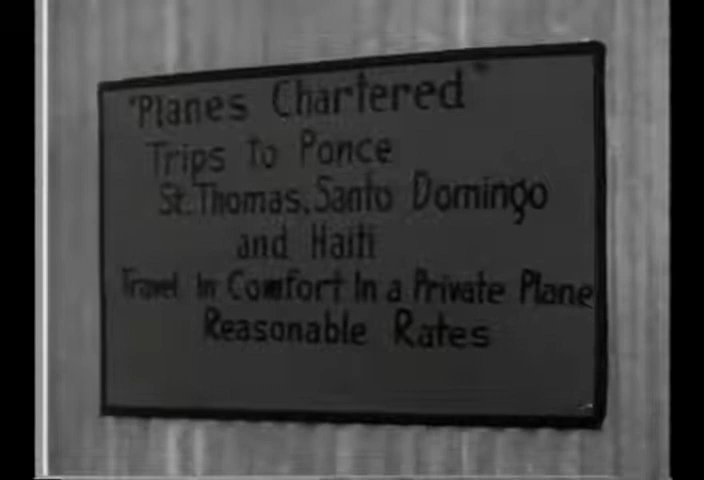 "Planes Chartered"
Trips To Ponce
St. Thomas, Santo Domingo
and Haiti
Travel In Comfort In a Private Plane
Reasonable Rates